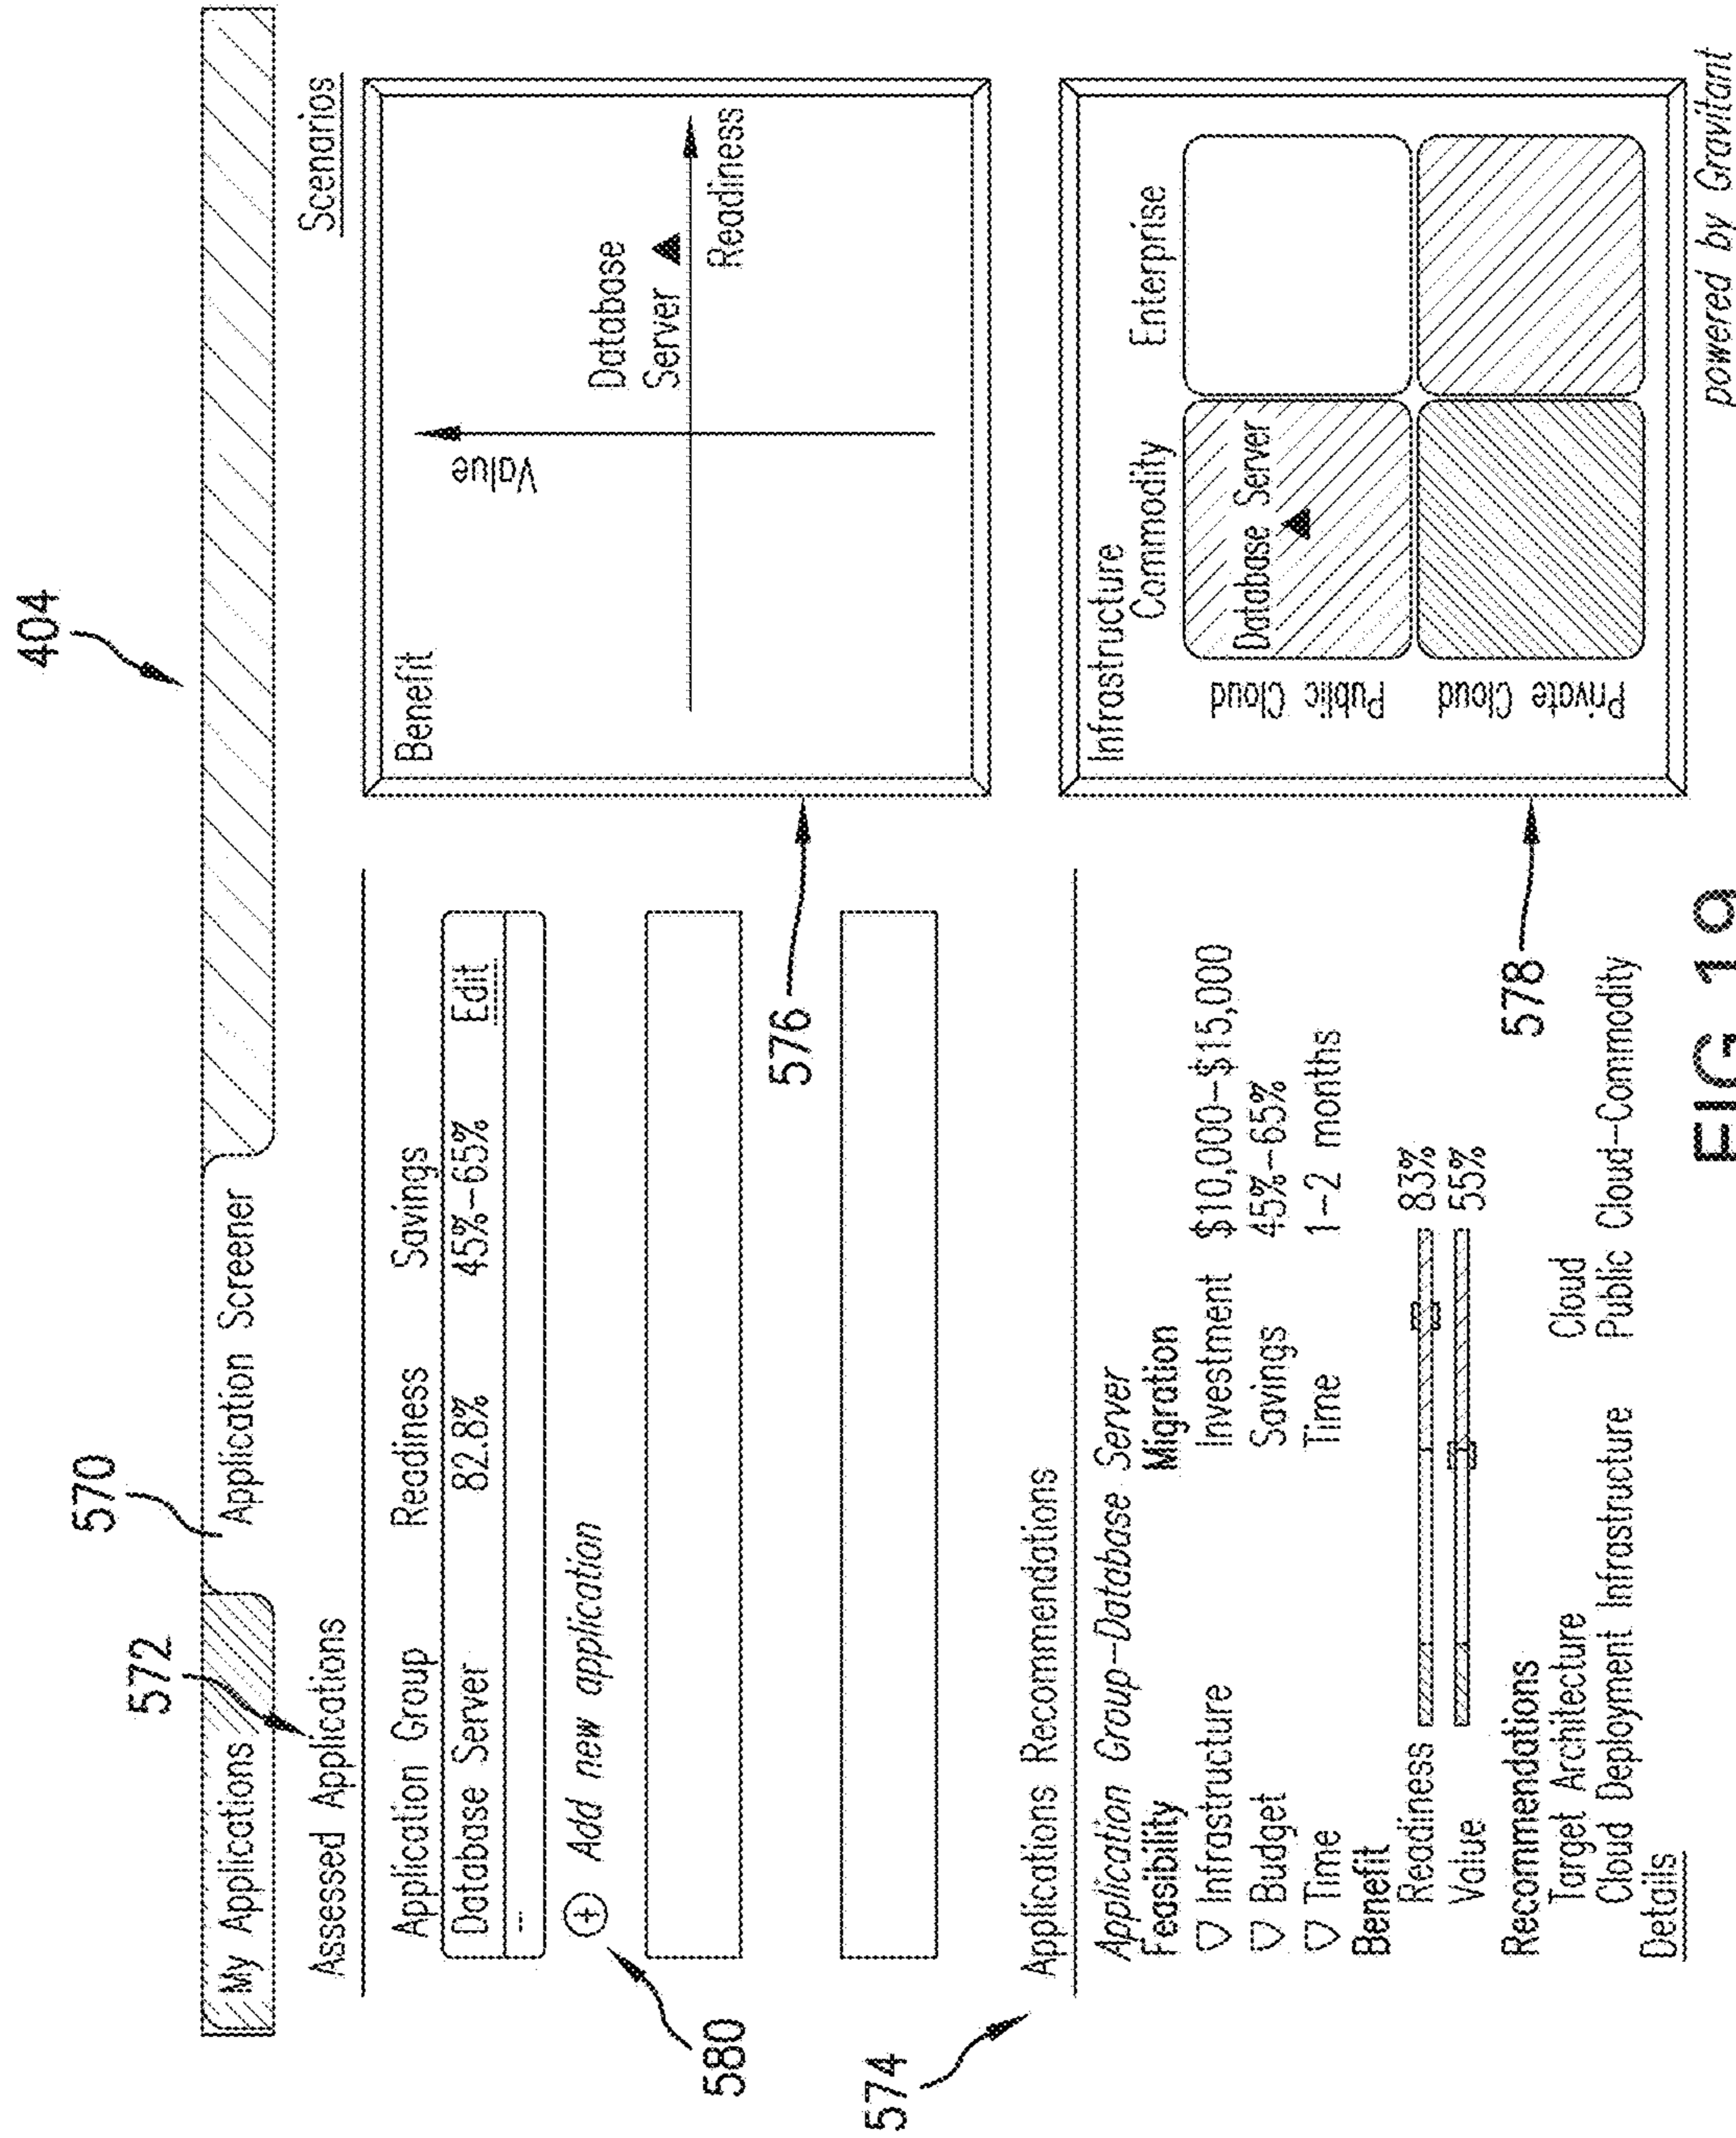 404
570
572
My Applications
Application Screener
Assessed Applications
Scenarios
Application Group Readiness Savings
Database Server 82.8% 45%–65% Edit
...
+ Add new application
580
Benefit
Value
Database
Server
Readiness
576
574
Applications Recommendations
Application Group–Database Server
Feasibility Migration
Infrastructure Investment $10,000–$15,000
Budget Savings 45%–65%
Time Time 1–2 months
Benefit
Readiness 83%
Value 55%
Recommendations
Target Architecture Cloud
Cloud Deployment Infrastructure Public Cloud–Commodity
Details
Infrastructure
Commodity Enterprise
Public Cloud
Database Server
Private Cloud
578
powered by Gravitant
FIG 19